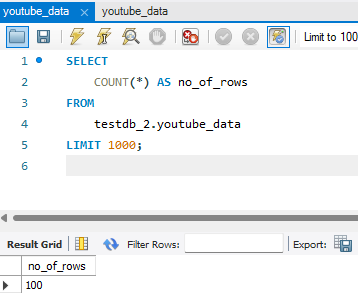 youtube_data × youtube_data
Limit to 100
1 SELECT
2 COUNT(*) AS no_of_rows
3 FROM
4 testdb_2.youtube_data
5 LIMIT 1000;
6
Result Grid Filter Rows: Export:
no_of_rows
100